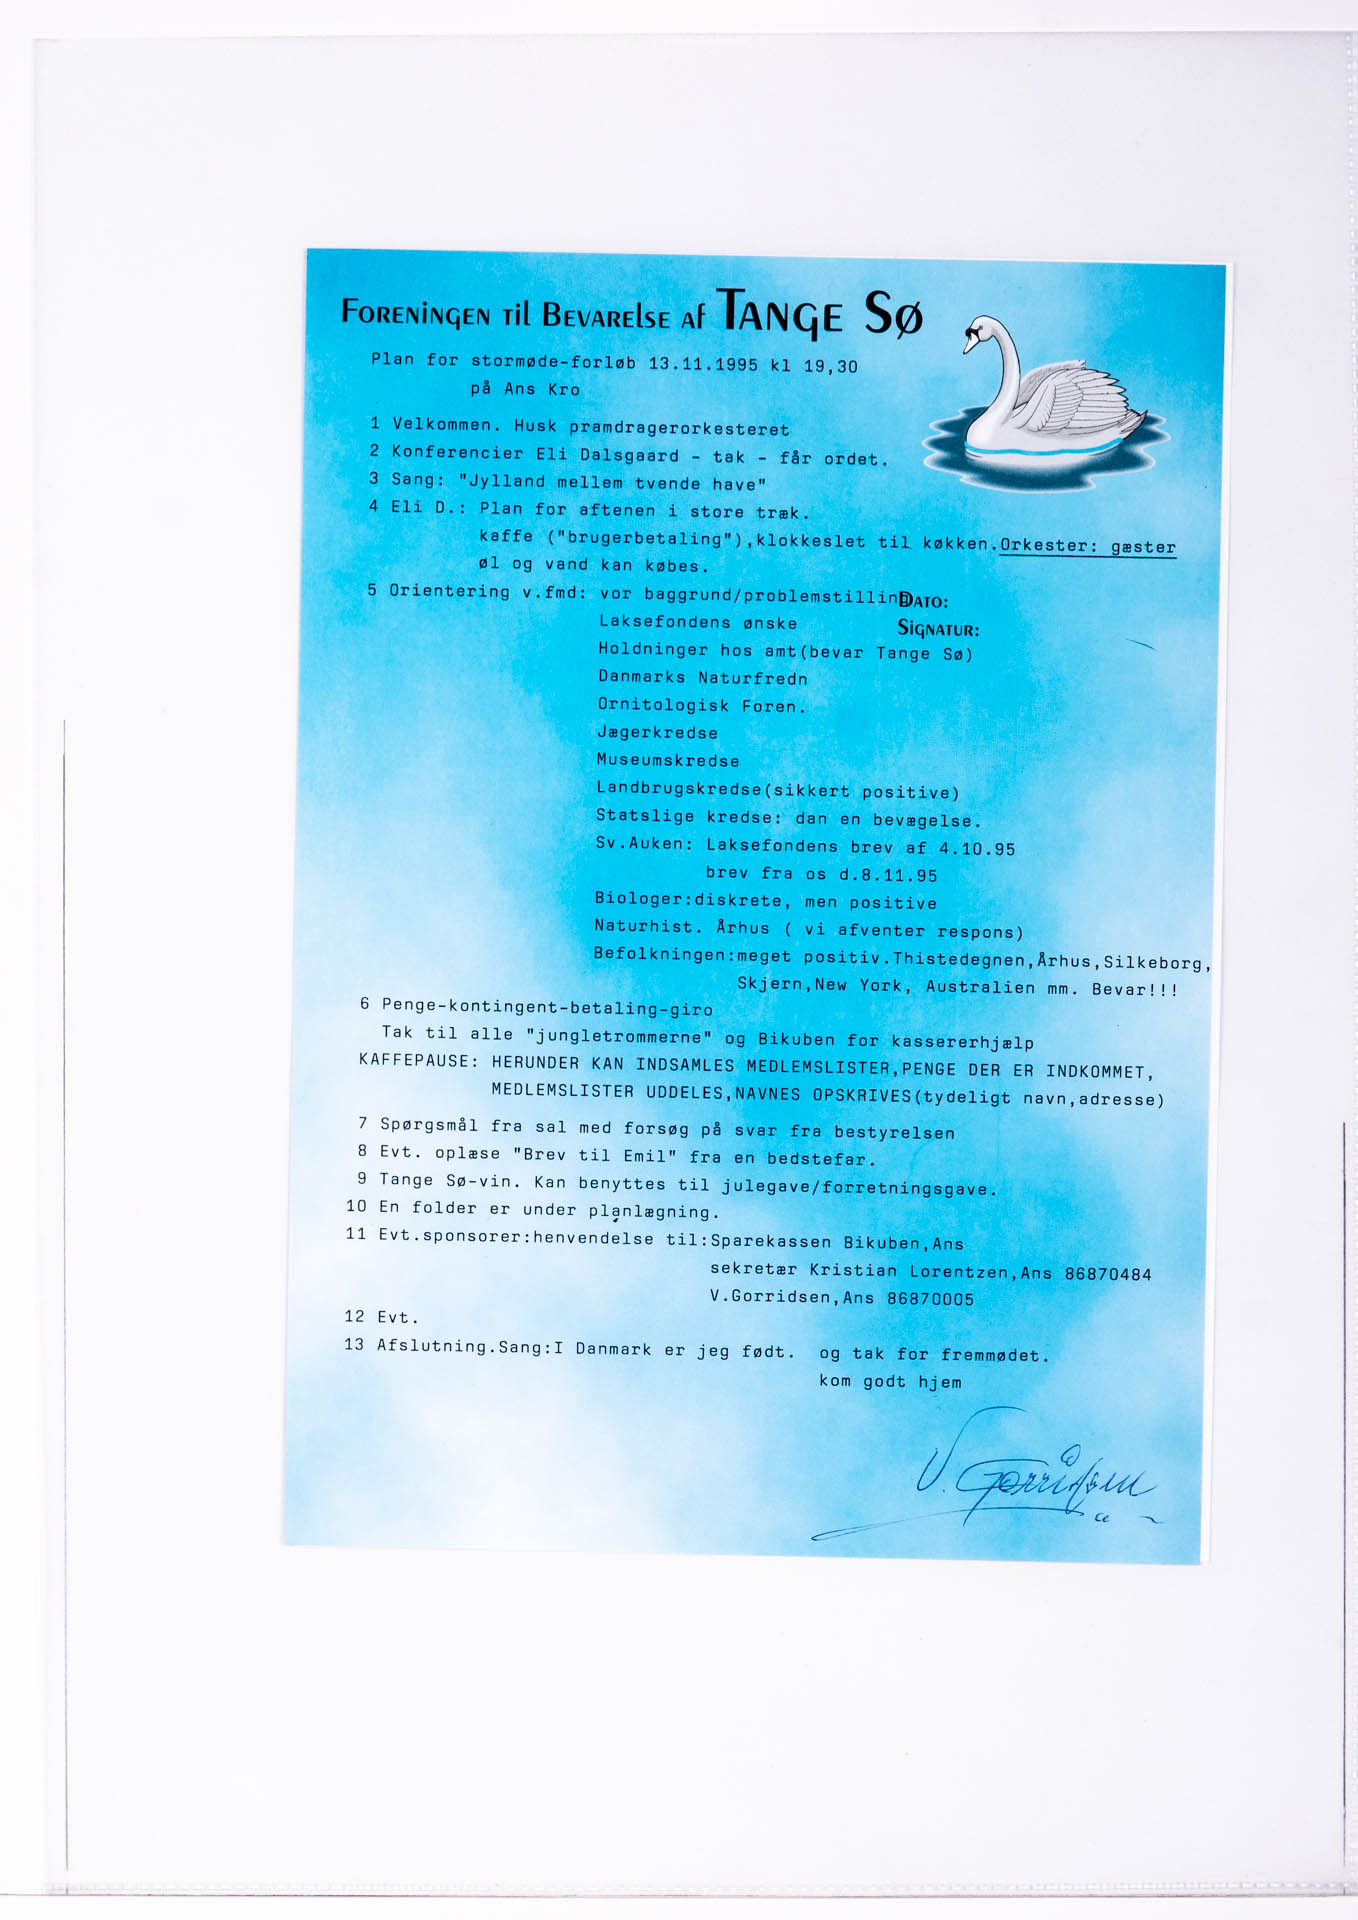 Foreningen til Bevarelse af Tange Sø
Plan for stormøde-forløb 13.11.1995 kl 19,30
på Ans Kro
1 Velkommen. Husk pramdragerorkesteret
2 Konferencier Eli Dalsgaard - tak - får ordet.
3 Sang: "Jylland mellem tvende have"
4 Eli D.: Plan for aftenen i store træk.
kaffe ("brugerbetaling"),klokkeslet til køkken.Orkester: gæster
øl og vand kan købes.
5 Orientering v.fmd: vor baggrund/problemstilling
Dato:
Laksefondens ønske
Signatur:
Holdninger hos amt(bevar Tange Sø)
Danmarks Naturfredn
Ornitologisk Foren.
Jægerkredse
Museumskredse
Landbrugskredse(sikkert positive)
Statslige kredse: dan en bevægelse.
Sv.Auken: Laksefondens brev af 4.10.95
brev fra os d.8.11.95
Biologer:diskrete, men positive
Naturhist. Århus ( vi afventer respons)
Befolkningen:meget positiv.Thistedegnen,Århus,Silkeborg,
Skjern,New York, Australien mm. Bevar!!!
6 Penge-kontingent-betaling-giro
Tak til alle "jungletrommerne" og Bikuben for kassererhjælp
KAFFEPAUSE: HERUNDER KAN INDSAMLES MEDLEMSLISTER,PENGE DER ER INDKOMMET,
MEDLEMSLISTER UDDELES,NAVNES OPSKRIVES(tydeligt navn,adresse)
7 Spørgsmål fra sal med forsøg på svar fra bestyrelsen
8 Evt. oplæse "Brev til Emil" fra en bedstefar.
9 Tange Sø-vin. Kan benyttes til julegave/forretningsgave.
10 En folder er under planlægning.
11 Evt.sponsorer:henvendelse til:Sparekassen Bikuben,Ans
sekretær Kristian Lorentzen,Ans 86870484
V.Gorridsen,Ans 86870005
12 Evt.
13 Afslutning.Sang:I Danmark er jeg født. og tak for fremmødet.
kom godt hjem
V. Gorridsen